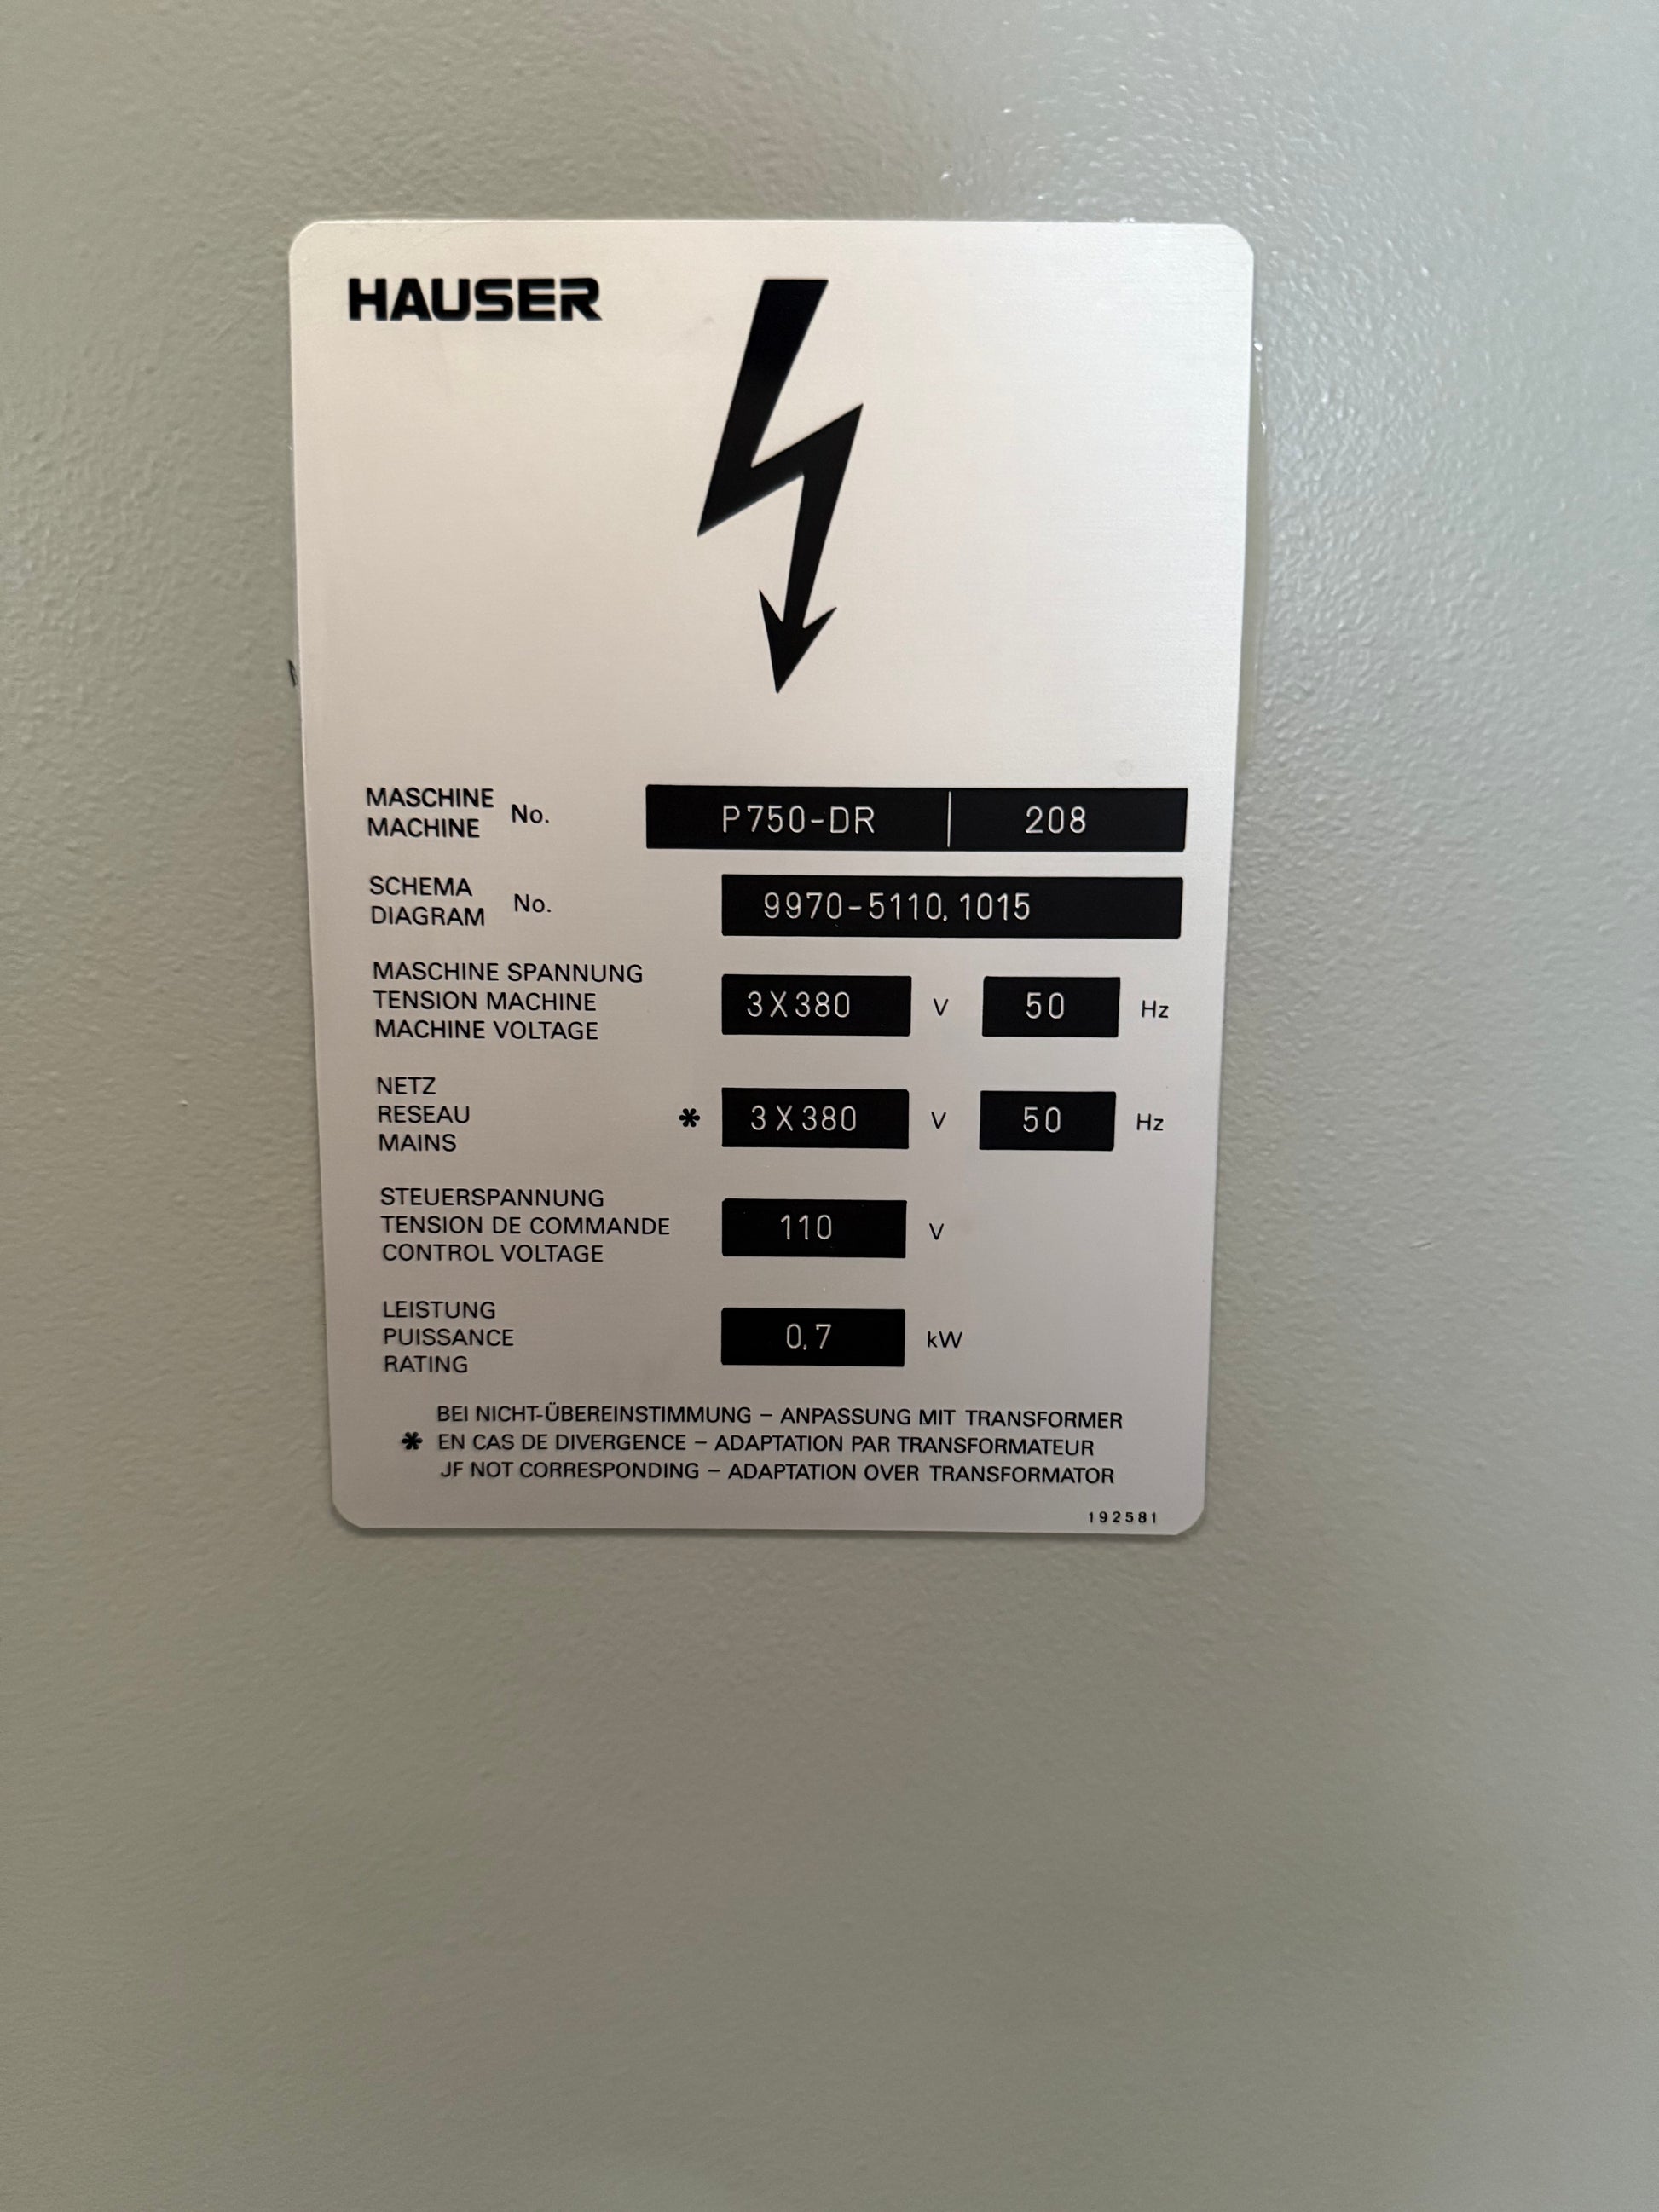 HAUSER
MASCHINE
MACHINE No. P750-DR 208
SCHEMA
DIAGRAM No. 9970-5110.1015
MASCHINE SPANNUNG
TENSION MACHINE 3X380 V 50 Hz
MACHINE VOLTAGE
NETZ
RESEAU * 3X380 V 50 Hz
MAINS
STEUERSPANNUNG
TENSION DE COMMANDE 110 V
CONTROL VOLTAGE
LEISTUNG
PUISSANCE 0,7 kW
RATING
BEI NICHT-ÜBEREINSTIMMUNG – ANPASSUNG MIT TRANSFORMER
* EN CAS DE DIVERGENCE – ADAPTATION PAR TRANSFORMATEUR
JF NOT CORRESPONDING – ADAPTATION OVER TRANSFORMATOR
192581